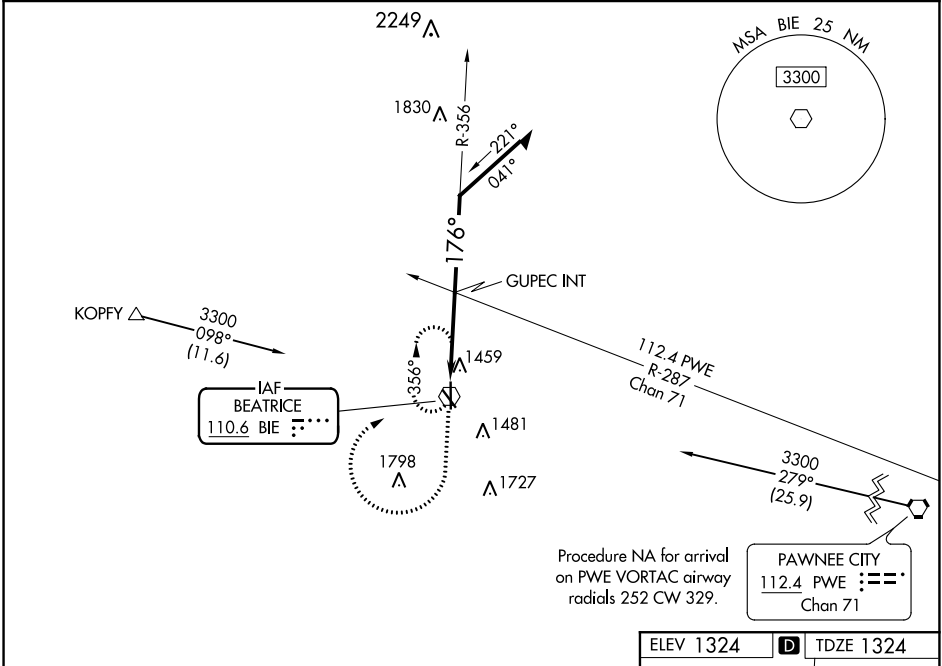 2249
MSA BIE 25 NM
3300
1830
R-356
221°
041°
176°
GUPEC INT
KOPFY
3300
098°
(11.6)
112.4 PWE
R-287
Chan 71
356°
1459
IAF
BEATRICE
110.6 BIE
1481
1798
1727
3300
279°
(25.9)
Procedure NA for arrival
on PWE VORTAC airway
radials 252 CW 329.
PAWNEE CITY
112.4 PWE
Chan 71
ELEV 1324 D TDZE 1324